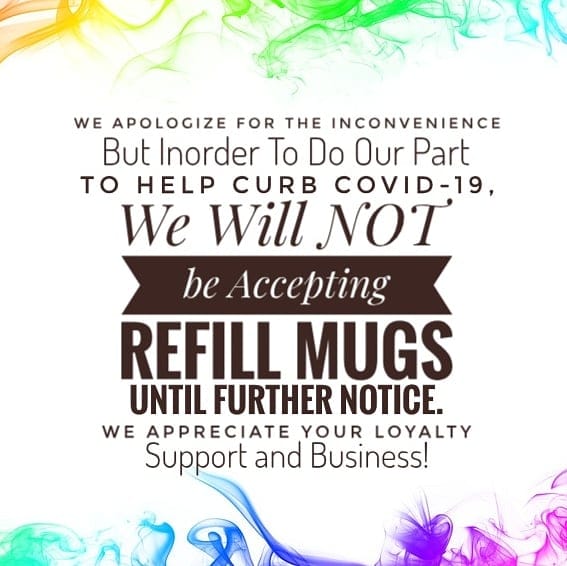 WE APOLOGIZE FOR THE INCONVENIENCE
But Inorder To Do Our Part
TO HELP CURB COVID-19,
We Will NOT
be Accepting
REFILL MUGS
UNTIL FURTHER NOTICE.
WE APPRECIATE YOUR LOYALTY
Support and Business!